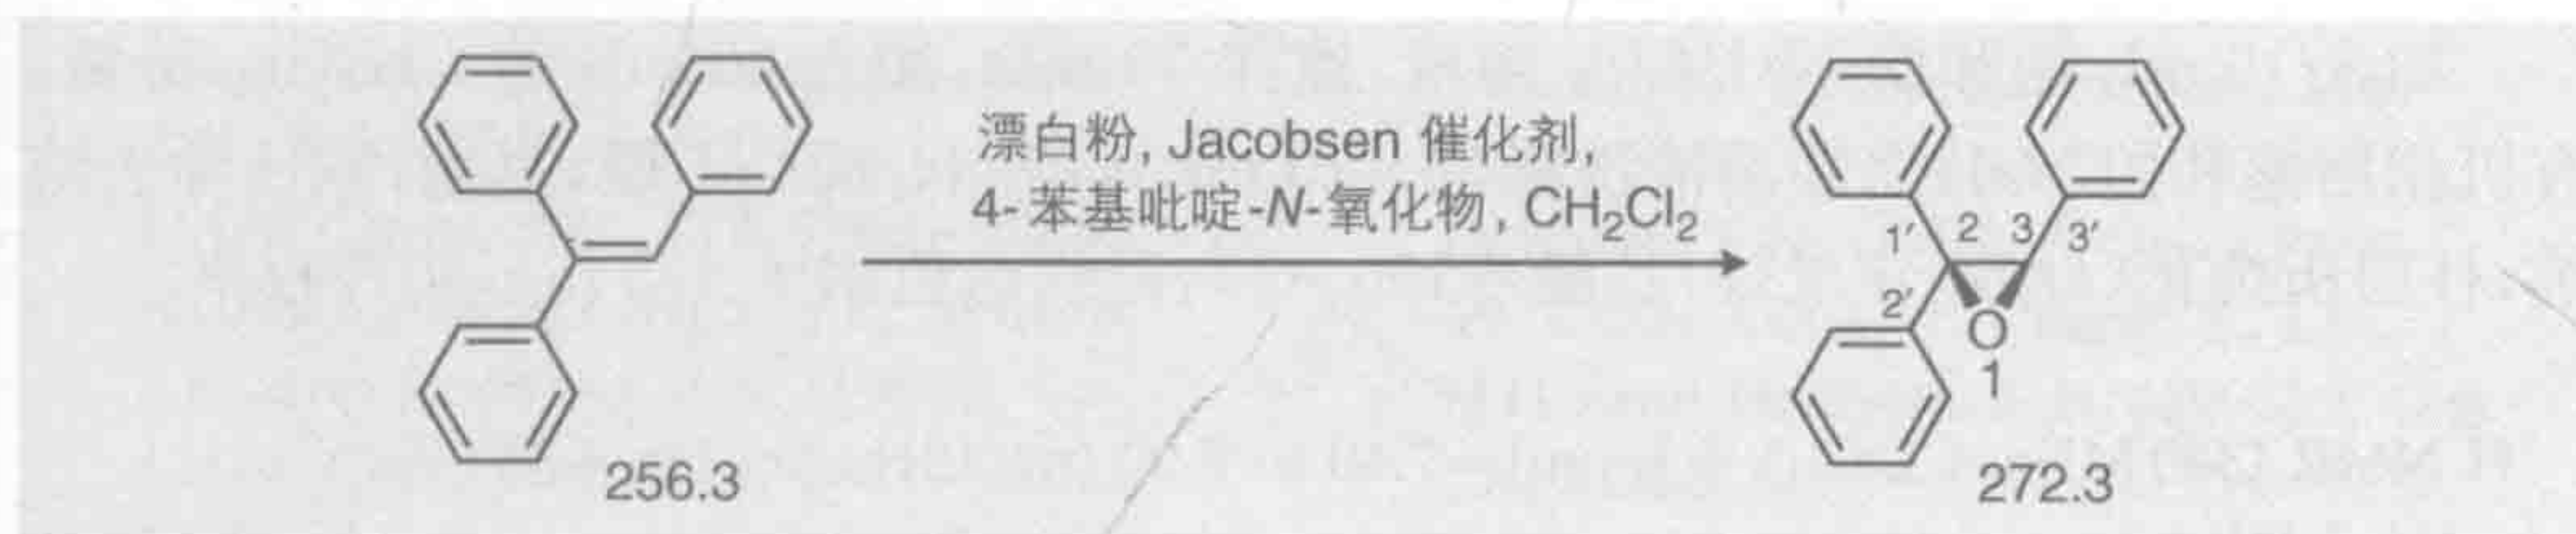 漂白粉, Jacobsen 催化剂,
4-苯基吡啶-N-氧化物, CH₂Cl₂
1′ 2 3 3′
2′
O
1
256.3
272.3